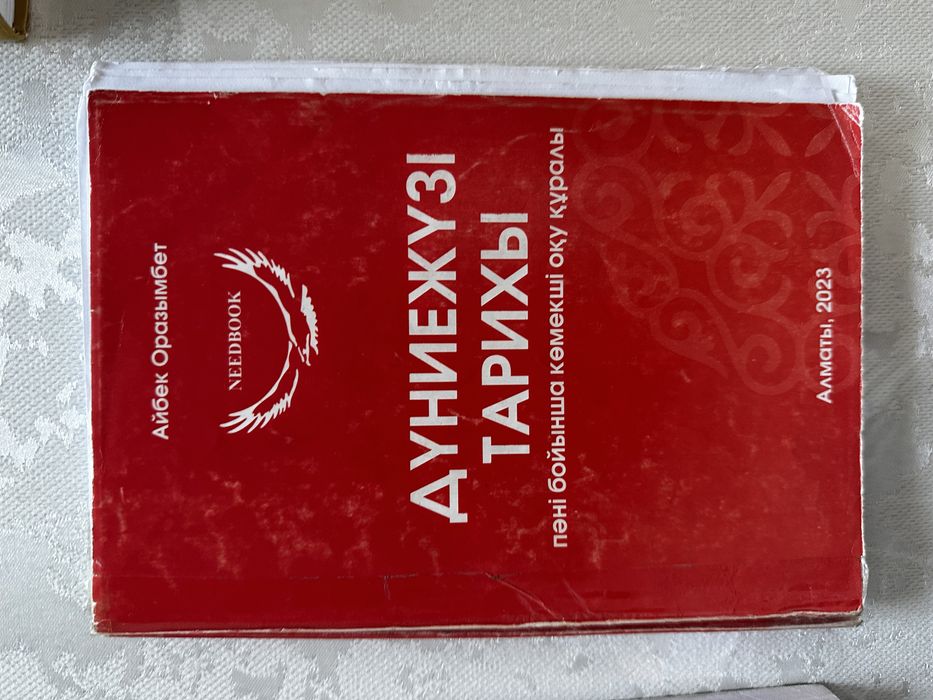 Айбек Оразымбет
NEEDBOOK
ДҮНИЕЖҮЗІ
ТАРИХЫ
пәні бойынша көмекші оқу құралы
Алматы, 2023